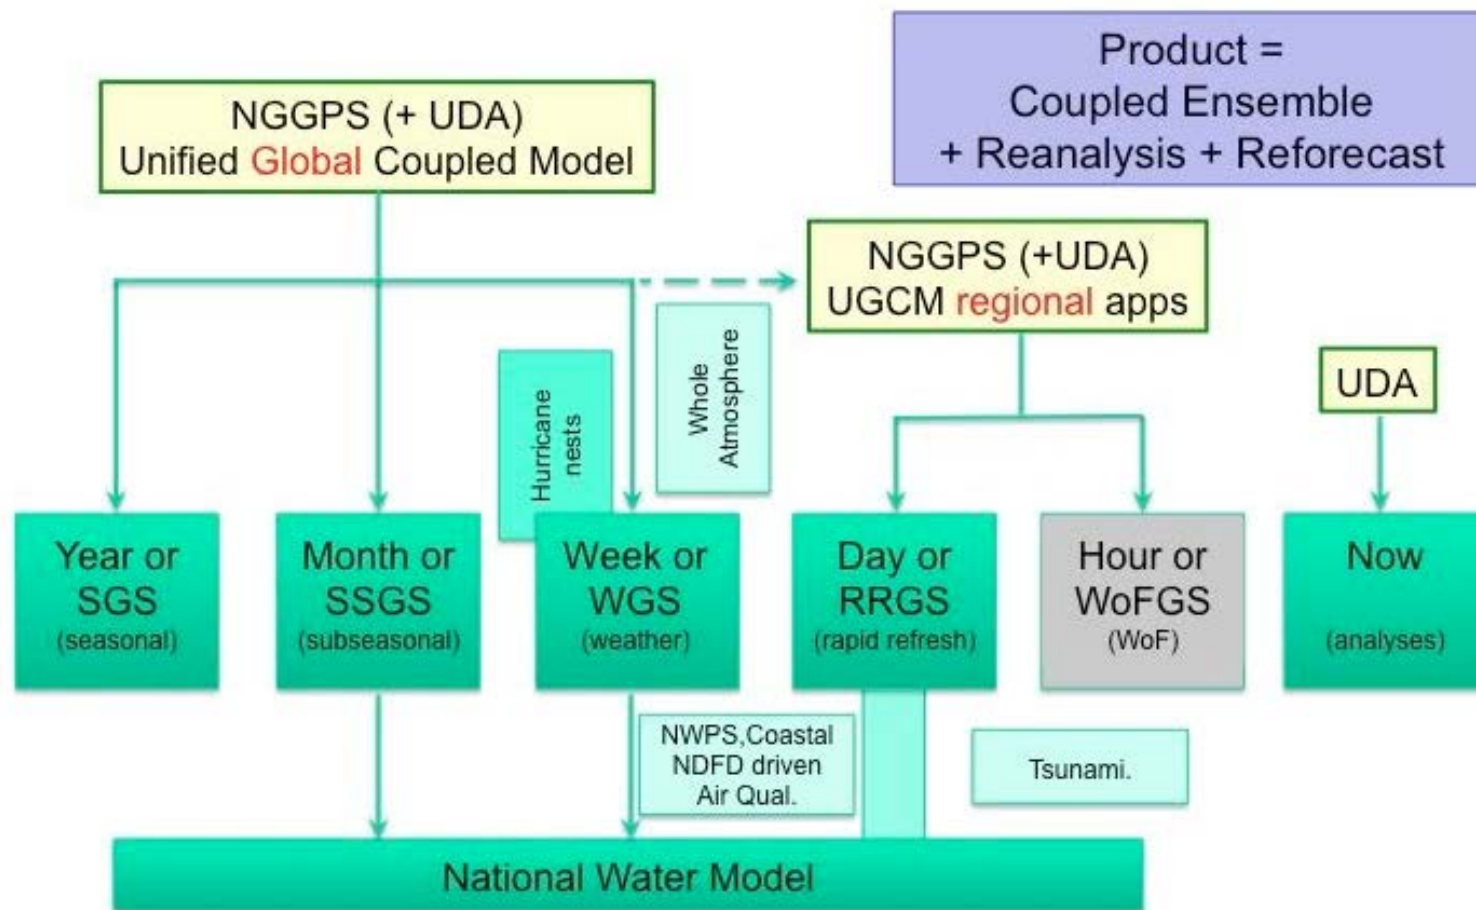 Product =
Coupled Ensemble
+ Reanalysis + Reforecast
NGGPS (+ UDA)
Unified Global Coupled Model
NGGPS (+UDA)
UGCM regional apps
UDA
Hurricane
nests
Whole
Atmosphere
Year or
SGS
(seasonal)
Month or
SSGS
(subseasonal)
Week or
WGS
(weather)
Day or
RRGS
(rapid refresh)
Hour or
WoFGS
(WoF)
Now
(analyses)
NWPS,Coastal
NDFD driven
Air Qual.
Tsunami.
National Water Model